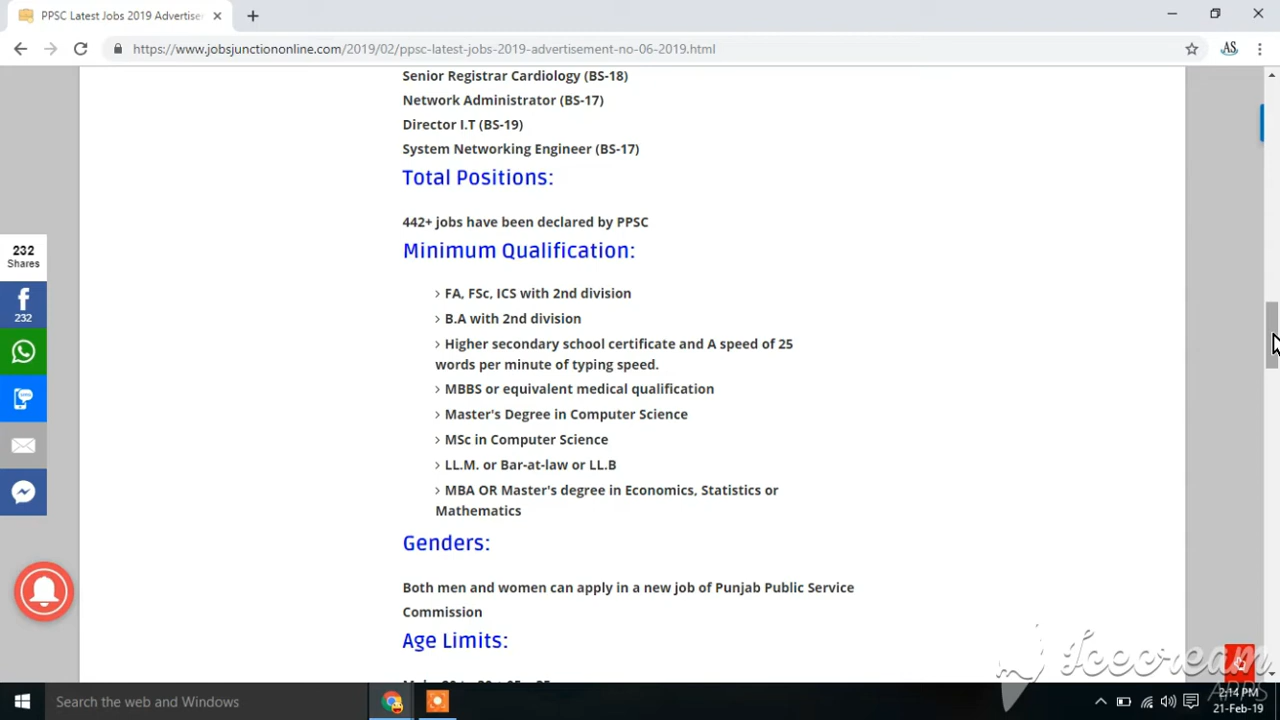 PPSC Latest Jobs 2019 Adverti
https://www.jobsjunctiononline.com/2019/02/ppsc-latest-jobs-2019-advertisement-no-06-2019.html
AS
Senior Registrar Cardiology (BS-18)
Network Administrator (BS-17)
Director I.T (BS-19)
System Networking Engineer (BS-17)
Total Positions:
442+ jobs have been declared by PPSC
Minimum Qualification:
232
Shares
232
› FA, FSc, ICS with 2nd division
› B.A with 2nd division
› Higher secondary school certificate and A speed of 25
words per minute of typing speed.
› MBBS or equivalent medical qualification
› Master's Degree in Computer Science
› MSc in Computer Science
› LL.M. or Bar-at-law or LL.B
› MBA OR Master's degree in Economics, Statistics or
Mathematics
Genders:
Both men and women can apply in a new job of Punjab Public Service
Commission
Age Limits:
Icecream
APPS
Search the web and Windows
2:14 PM
21-Feb-19